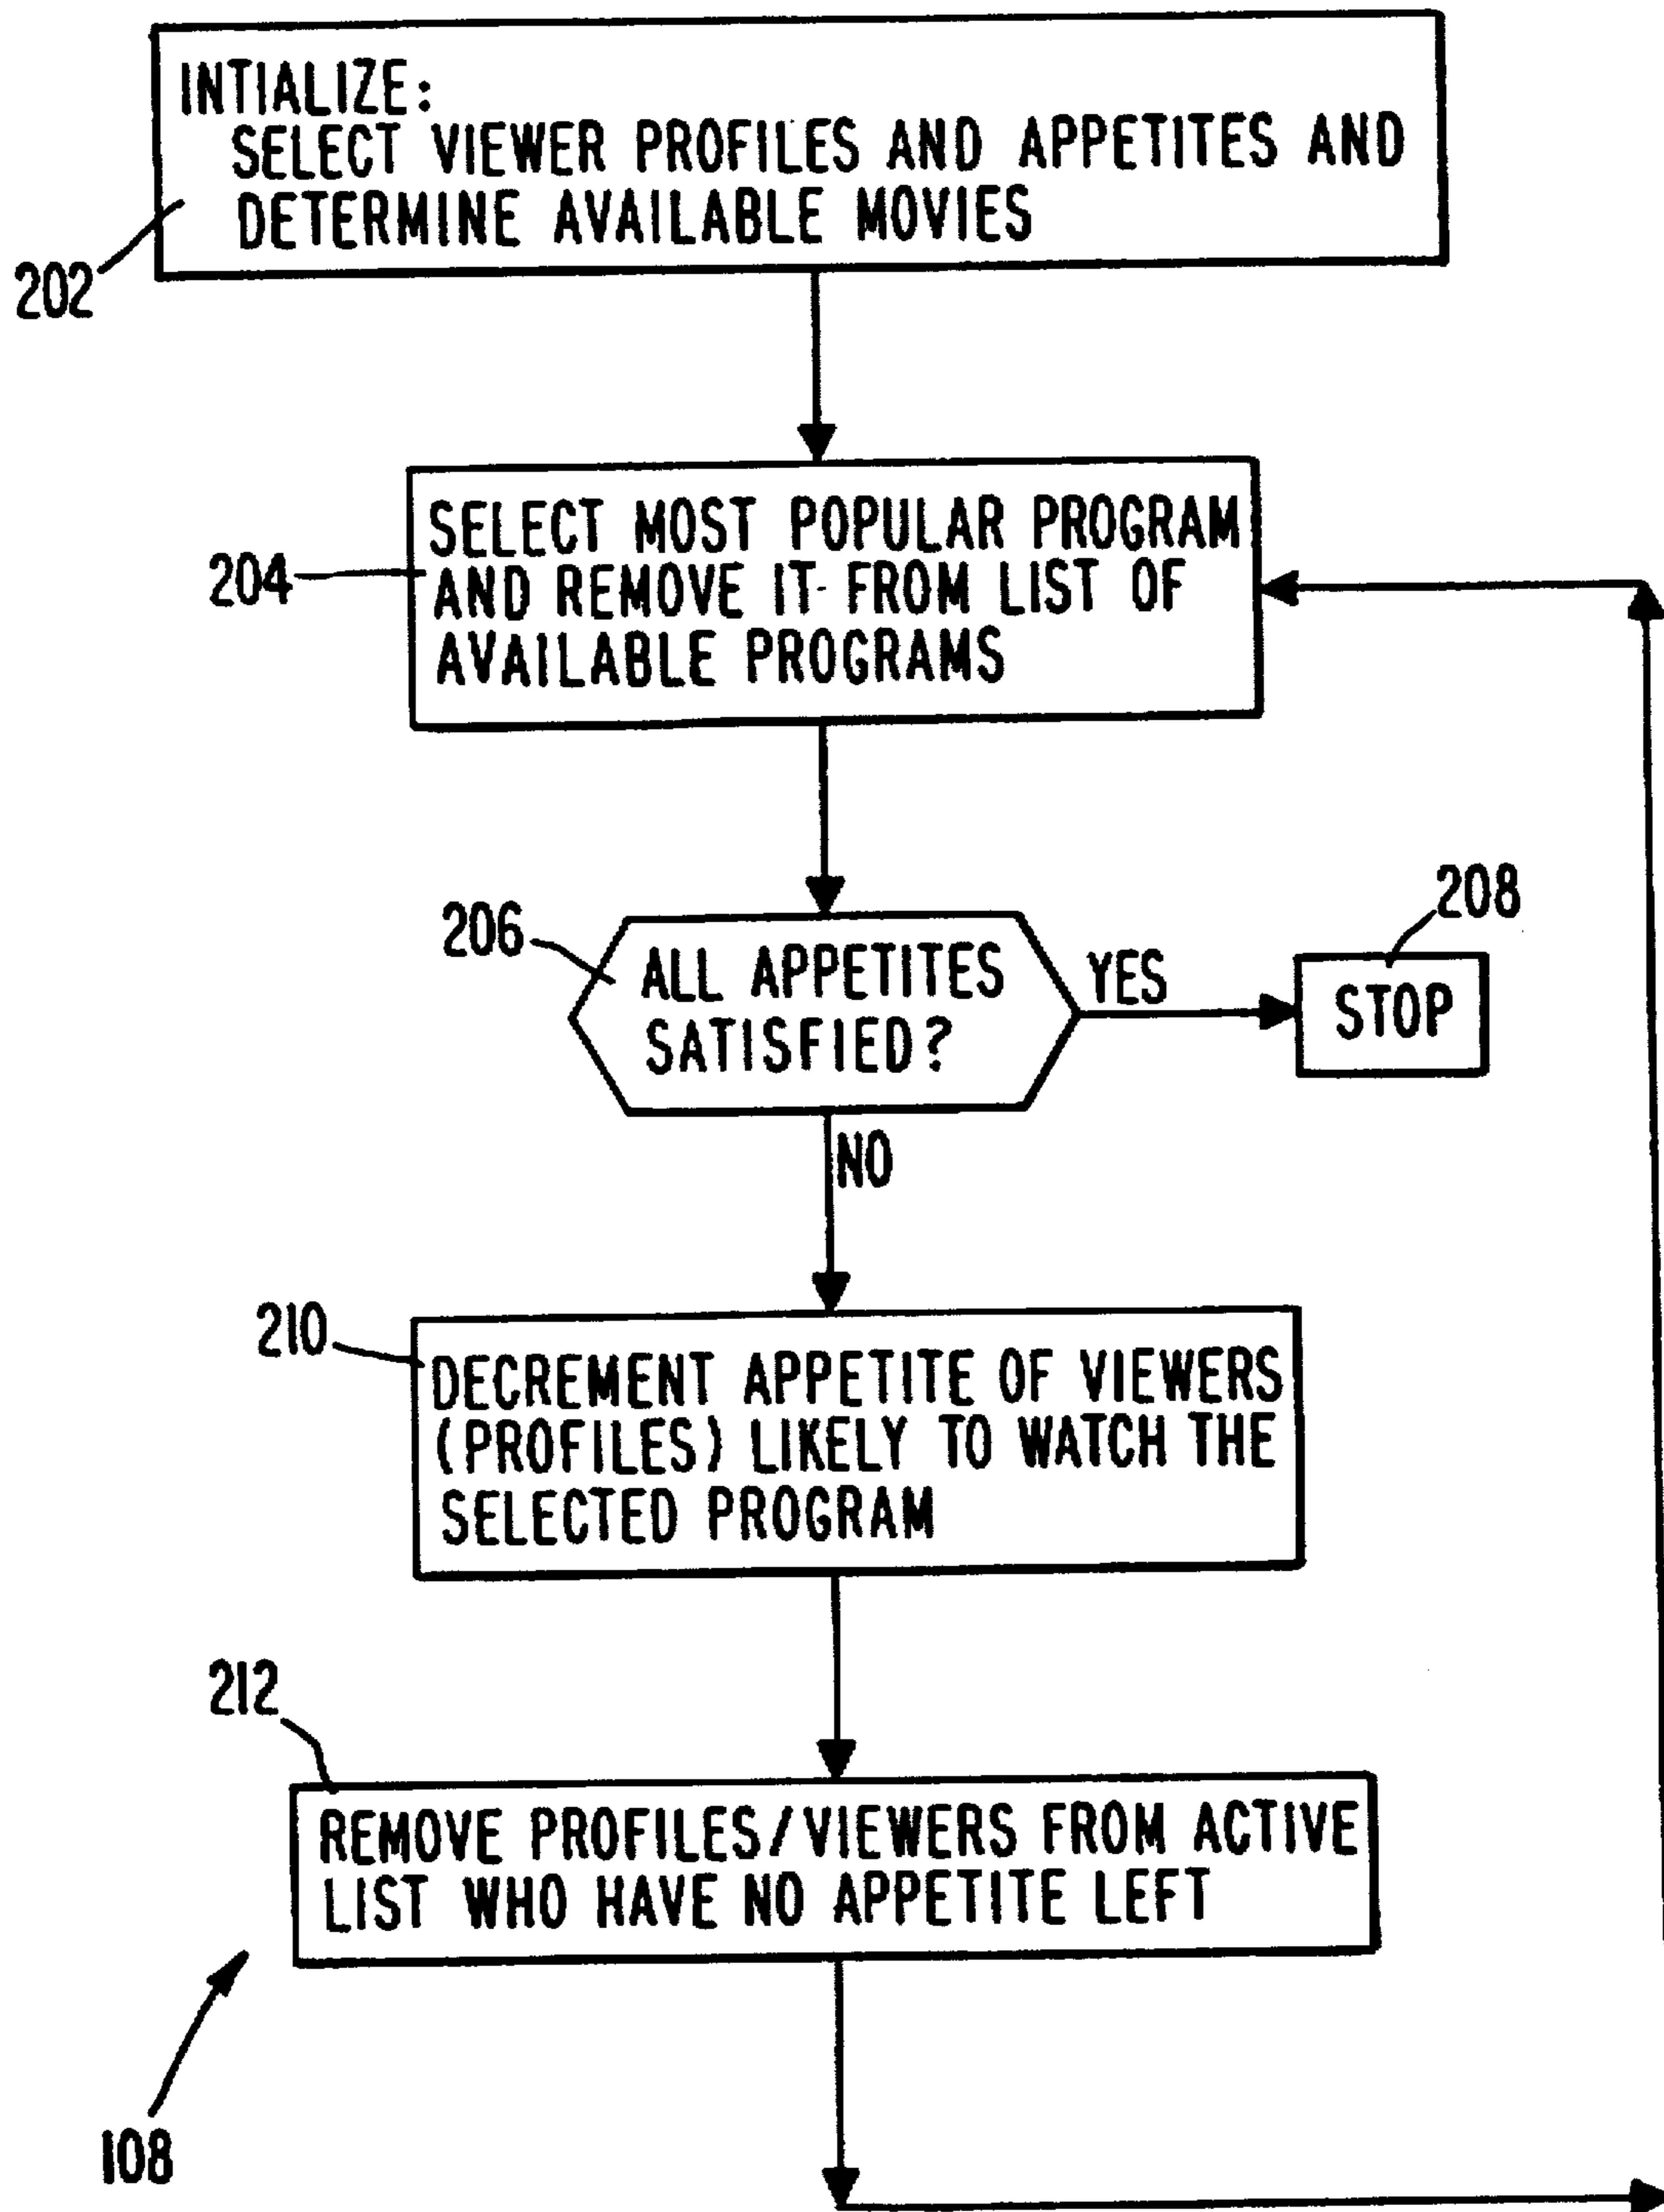 INTIALIZE:
SELECT VIEWER PROFILES AND APPETITES AND
DETERMINE AVAILABLE MOVIES
202
SELECT MOST POPULAR PROGRAM
AND REMOVE IT FROM LIST OF
AVAILABLE PROGRAMS
204
206
ALL APPETITES
SATISFIED?
YES
208
STOP
NO
210
DECREMENT APPETITE OF VIEWERS
(PROFILES) LIKELY TO WATCH THE
SELECTED PROGRAM
212
REMOVE PROFILES/VIEWERS FROM ACTIVE
LIST WHO HAVE NO APPETITE LEFT
108